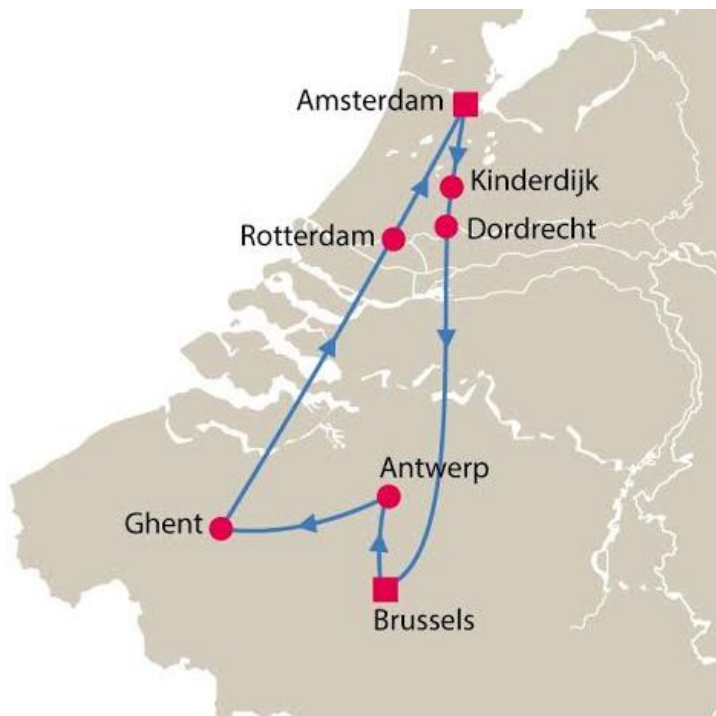 Amsterdam
Kinderdijk
Rotterdam
Dordrecht
Antwerp
Ghent
Brussels